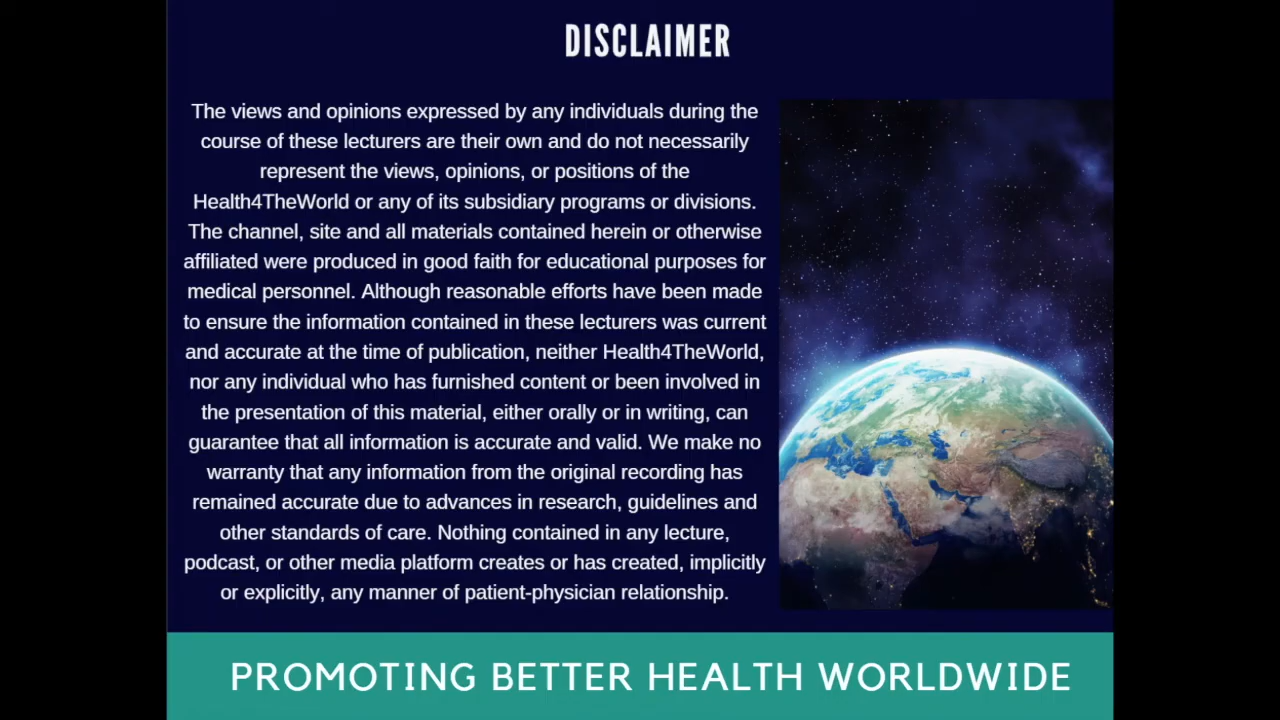 DISCLAIMER
The views and opinions expressed by any individuals during the
course of these lecturers are their own and do not necessarily
represent the views, opinions, or positions of the
Health4TheWorld or any of its subsidiary programs or divisions.
The channel, site and all materials contained herein or otherwise
affiliated were produced in good faith for educational purposes for
medical personnel. Although reasonable efforts have been made
to ensure the information contained in these lecturers was current
and accurate at the time of publication, neither Health4TheWorld,
nor any individual who has furnished content or been involved in
the presentation of this material, either orally or in writing, can
guarantee that all information is accurate and valid. We make no
warranty that any information from the original recording has
remained accurate due to advances in research, guidelines and
other standards of care. Nothing contained in any lecture,
podcast, or other media platform creates or has created, implicitly
or explicitly, any manner of patient-physician relationship.
PROMOTING BETTER HEALTH WORLDWIDE